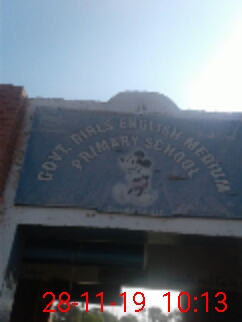 GOVT. GIRLS ENGLISH MEDIUM
PRIMARY SCHOOL
28-11-19 10:13